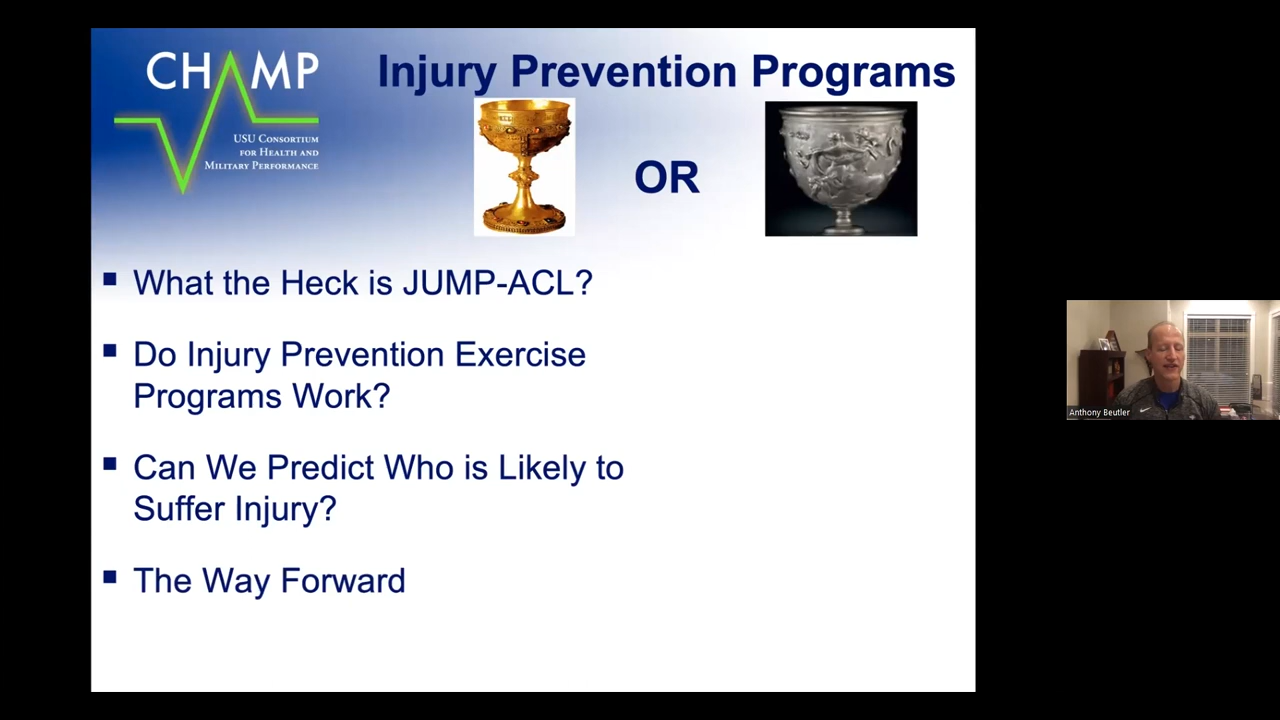 CHAMP
USU CONSORTIUM
FOR HEALTH AND
MILITARY PERFORMANCE
Injury Prevention Programs
OR
What the Heck is JUMP-ACL?
Do Injury Prevention Exercise
Programs Work?
Can We Predict Who is Likely to
Suffer Injury?
The Way Forward
Anthony Beutler